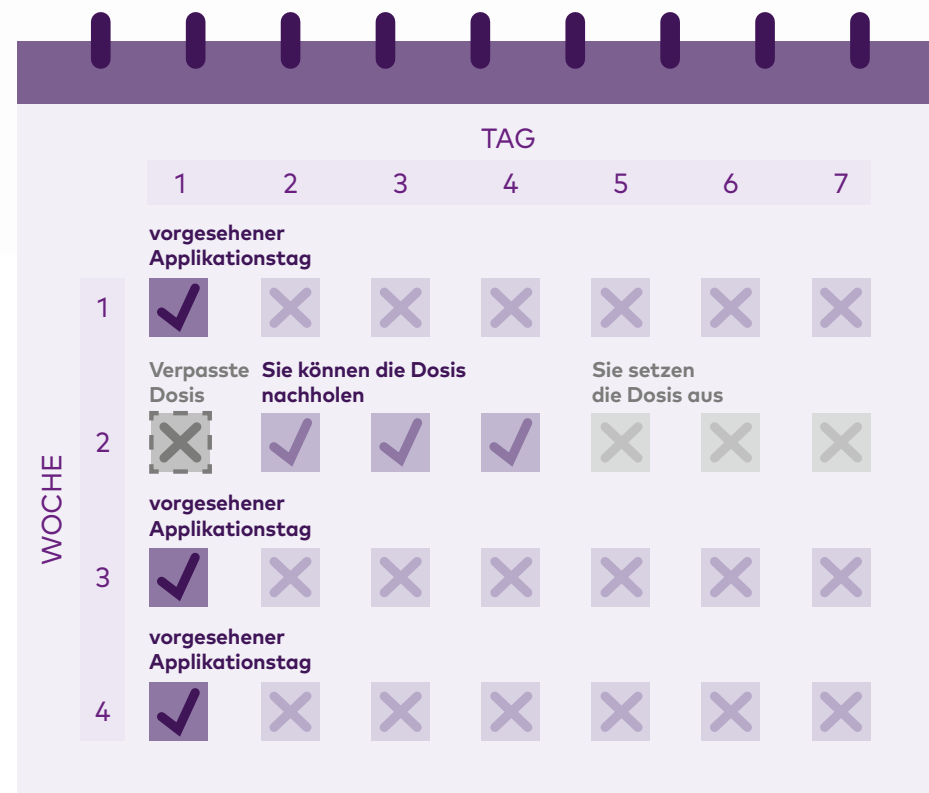 TAG
1 2 3 4 5 6 7
vorgesehener
Applikationstag
1
Verpasste
Dosis
Sie können die Dosis
nachholen
Sie setzen
die Dosis aus
2
vorgesehener
Applikationstag
3
vorgesehener
Applikationstag
4
WOCHE